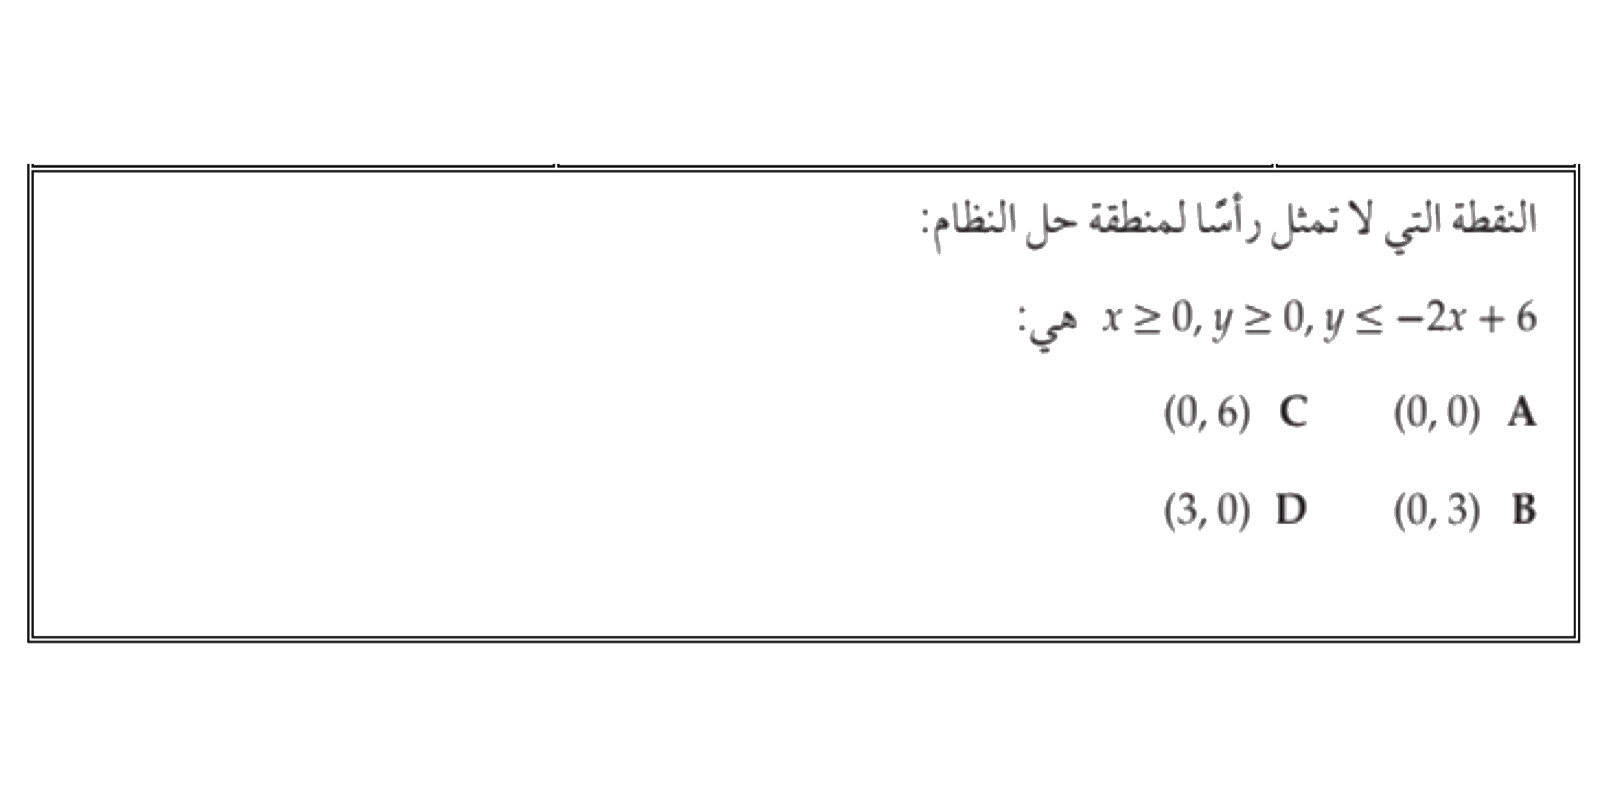 النقطة التي لا تمثل رأسًا لمنطقة حل النظام:
x ≥ 0, y ≥ 0, y ≤ −2x + 6 هي:
A (0, 0) C (0, 6)
B (0, 3) D (3, 0)